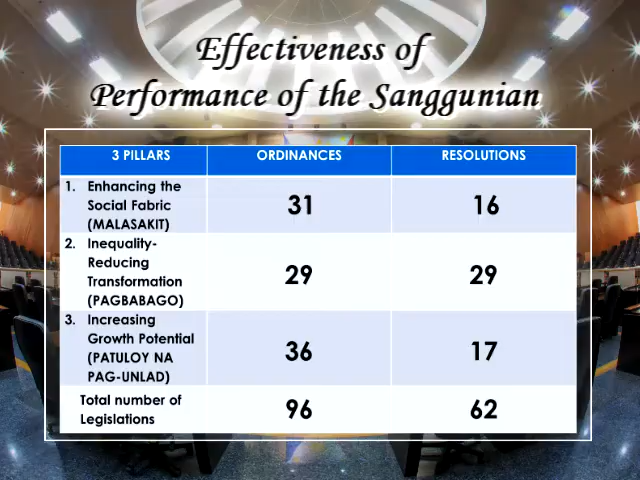 Effectiveness of
Performance of the Sanggunian
3 PILLARS ORDINANCES RESOLUTIONS
1. Enhancing the
Social Fabric
(MALASAKIT) 31 16
2. Inequality-
Reducing
Transformation
(PAGBABAGO) 29 29
3. Increasing
Growth Potential
(PATULOY NA
PAG-UNLAD) 36 17
Total number of
Legislations 96 62